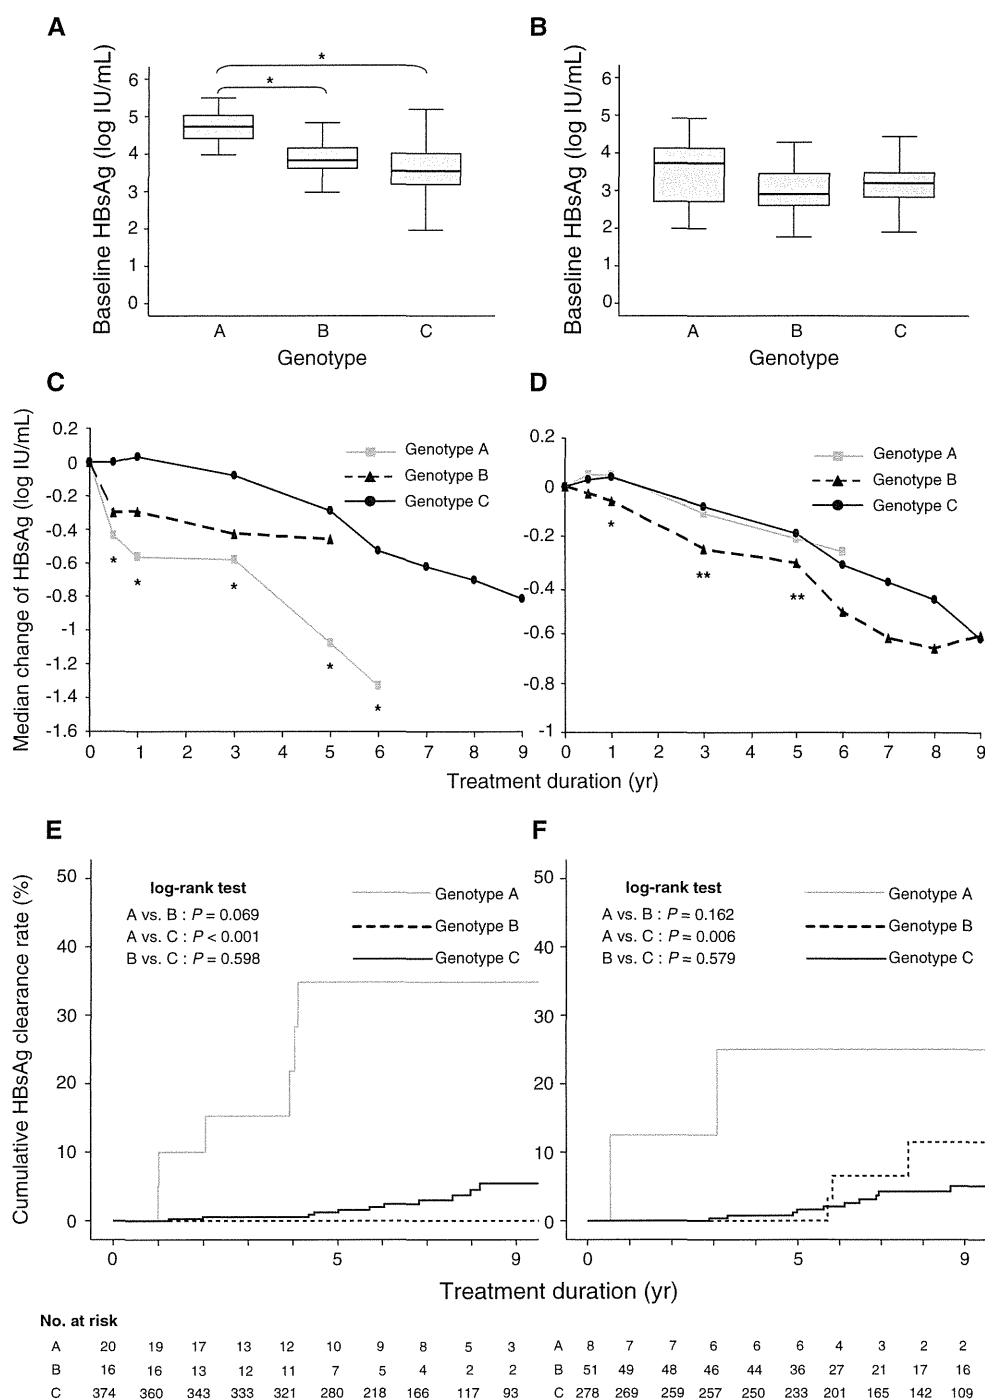 A
B
Baseline HBsAg (log IU/mL)
6
5
4
3
2
1
0
*
*
A
B
C
Genotype
Baseline HBsAg (log IU/mL)
6
5
4
3
2
1
0
A
B
C
Genotype
C
D
Median change of HBsAg (log IU/mL)
0.2
0
-0.2
-0.4
-0.6
-0.8
-1
-1.2
-1.4
-1.6
Genotype A
Genotype B
Genotype C
*
*
*
*
*
0 1 2 3 4 5 6 7 8 9
0.2
0
-0.2
-0.4
-0.6
-0.8
-1
Genotype A
Genotype B
Genotype C
*
**
**
0 1 2 3 4 5 6 7 8 9
Treatment duration (yr)
E
F
Cumulative HBsAg clearance rate (%)
50
40
30
20
10
0
log-rank test
A vs. B : P = 0.069
A vs. C : P < 0.001
B vs. C : P = 0.598
Genotype A
Genotype B
Genotype C
0 5 9
50
40
30
20
10
0
log-rank test
A vs. B : P = 0.162
A vs. C : P = 0.006
B vs. C : P = 0.579
Genotype A
Genotype B
Genotype C
0 5 9
Treatment duration (yr)
No. at risk
A 20 19 17 13 12 10 9 8 5 3 A 8 7 7 6 6 6 4 3 2 2
B 16 16 13 12 11 7 5 4 2 2 B 51 49 48 46 44 36 27 21 17 16
C 374 360 343 333 321 280 218 166 117 93 C 278 269 259 257 250 233 201 165 142 109